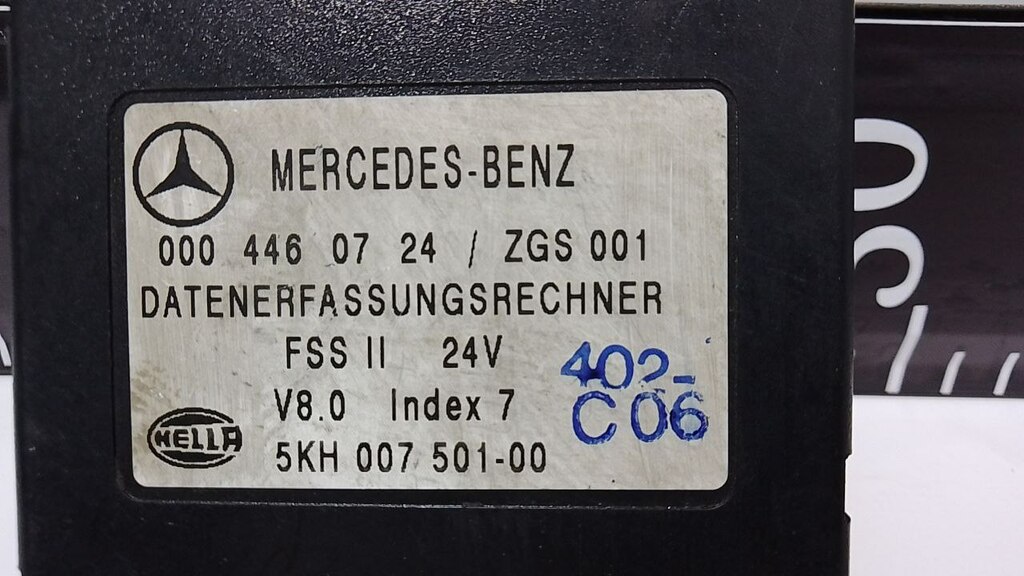 MERCEDES-BENZ
000 446 07 24 / ZGS 001
DATENERFASSUNGSRECHNER
FSS II 24V
402-
V8.0 Index 7
C 06
HELLA
5KH 007 501-00